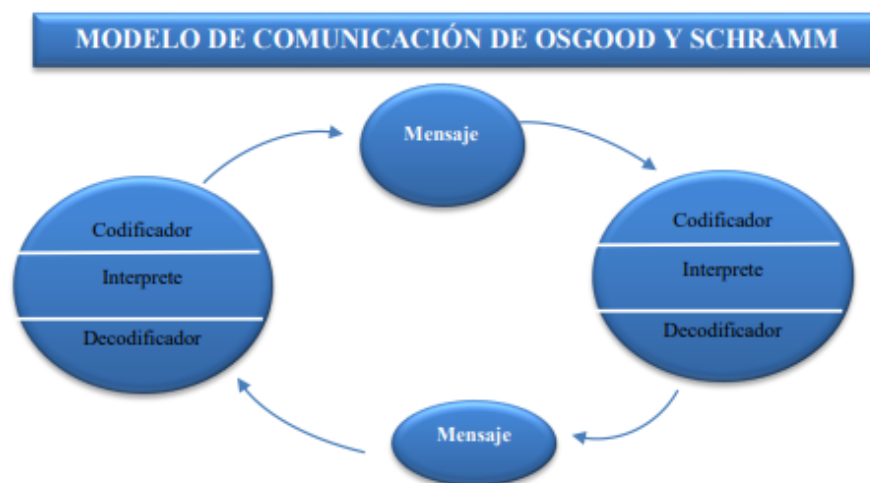 MODELO DE COMUNICACIÓN DE OSGOOD Y SCHRAMM
Mensaje
Codificador
Interprete
Decodificador
Codificador
Interprete
Decodificador
Mensaje